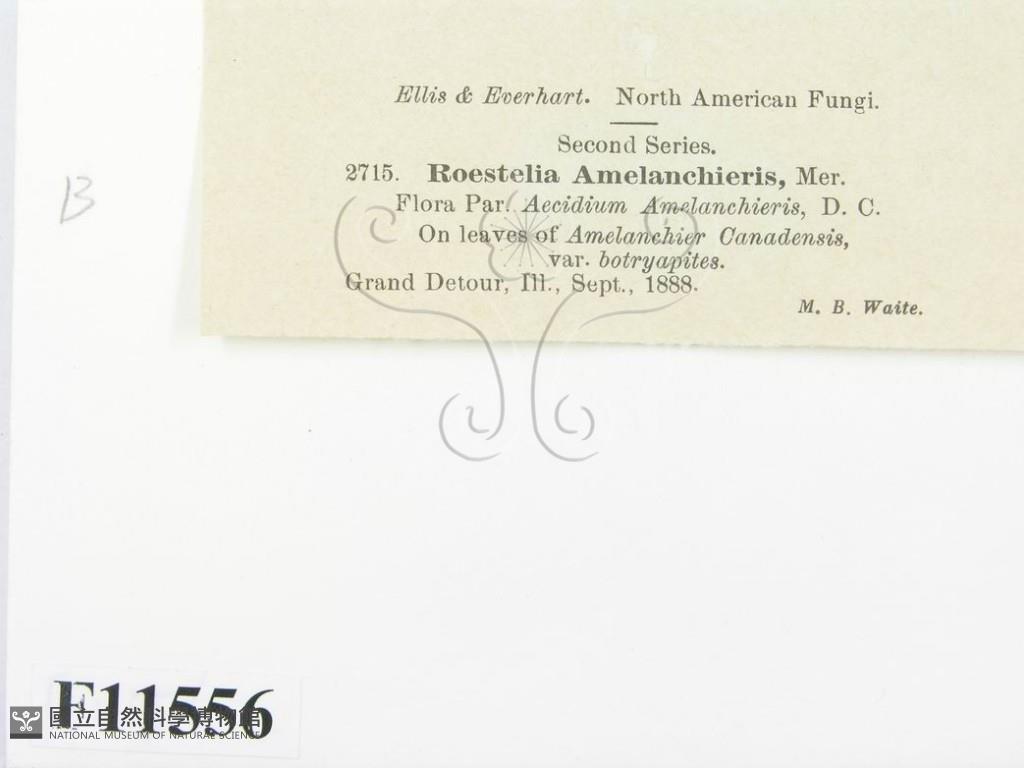 Ellis & Everhart. North American Fungi.
Second Series.
2715. Roestelia Amelanchieris, Mer.
Flora Par. Aecidium Amelanchieris, D. C.
On leaves of Amelanchier Canadensis,
var. botryapites.
Grand Detour, Ill., Sept., 1888.
M. B. Waite.
B
F11556
國立自然科學博物館
NATIONAL MUSEUM OF NATURAL SCIENCE